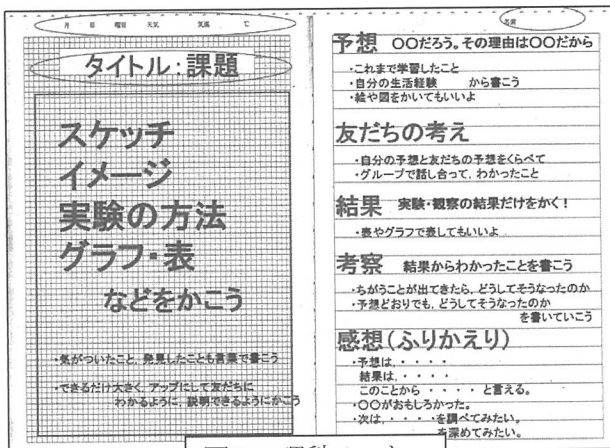 月 日 曜日 天気 気温 ℃
タイトル：課題
スケッチ
イメージ
実験の方法
グラフ・表
などをかこう
・気がついたこと，発見したことも言葉で書こう
・できるだけ大きく，アップにして友だちに
わかるように，説明できるようにかこう
名前
予想 〇〇だろう。その理由は〇〇だから
・これまで学習したこと
・自分の生活経験 から書こう
・絵や図をかいてもいいよ
友だちの考え
・自分の予想と友だちの予想をくらべて
・グループで話し合って，わかったこと
結果 実験・観察の結果だけをかく！
・表やグラフで表してもいいよ
考察 結果からわかったことを書こう
・ちがうことが出てきたら，どうしてそうなったのか
・予想どおりでも，どうしてそうなったのか
を書いていこう
感想（ふりかえり）
・予想は，・・・・
結果は，・・・・
このことから ・・・・ と言える。
・〇〇がおもしろかった。
・次は，・・・・を調べてみたい。
を深めてみたい。